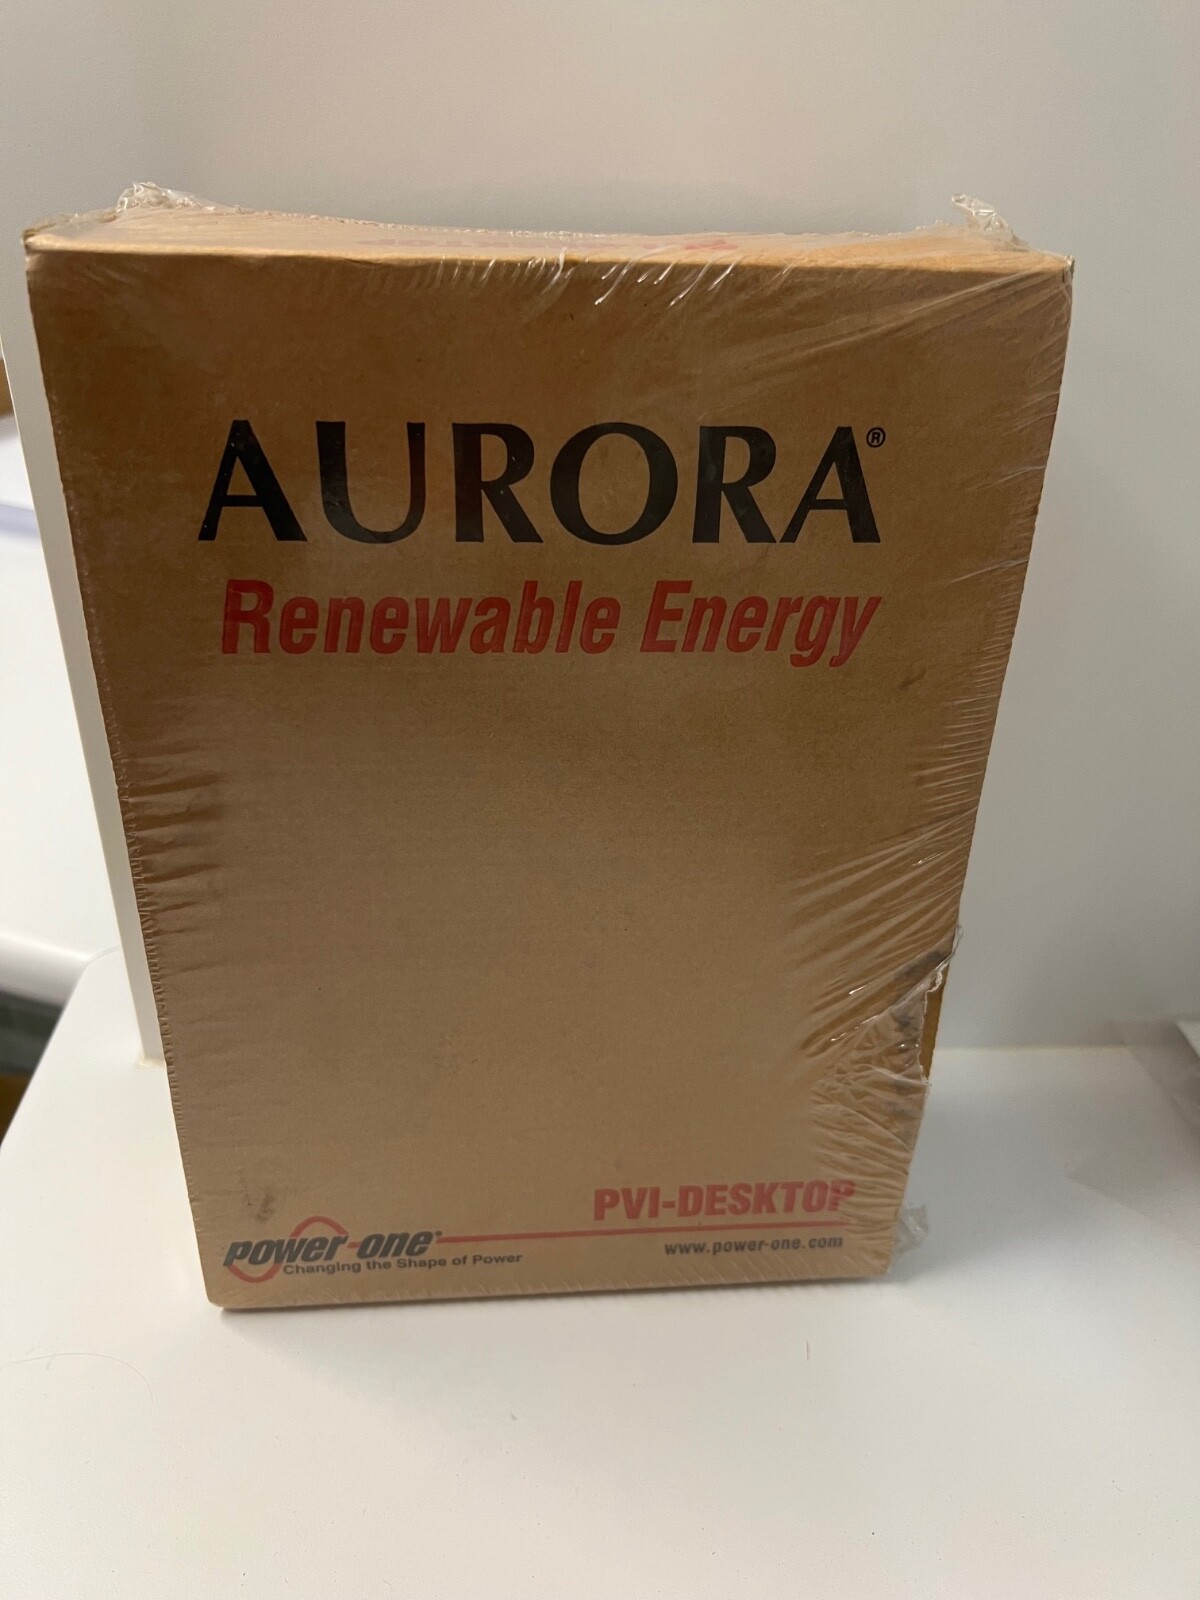 AURORA®
Renewable Energy
PVI-DESKTOP
power-one®
www.power-one.com
Changing the Shape of Power